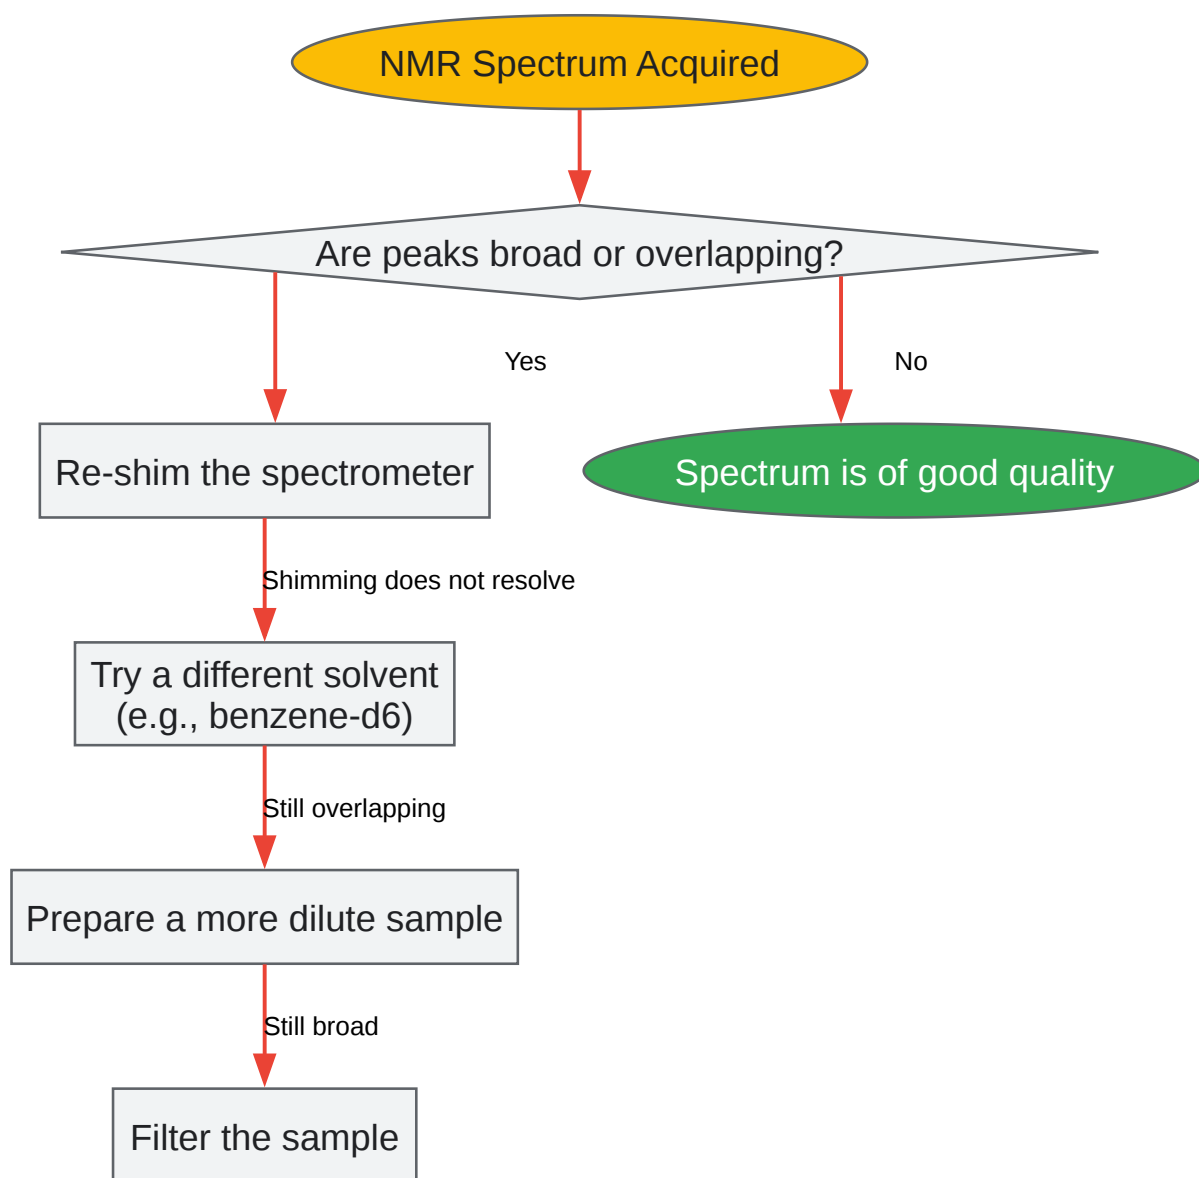 NMR Spectrum Acquired
Are peaks broad or overlapping?
Yes
No
Re-shim the spectrometer
Spectrum is of good quality
Shimming does not resolve
Try a different solvent
(e.g., benzene-d6)
Still overlapping
Prepare a more dilute sample
Still broad
Filter the sample